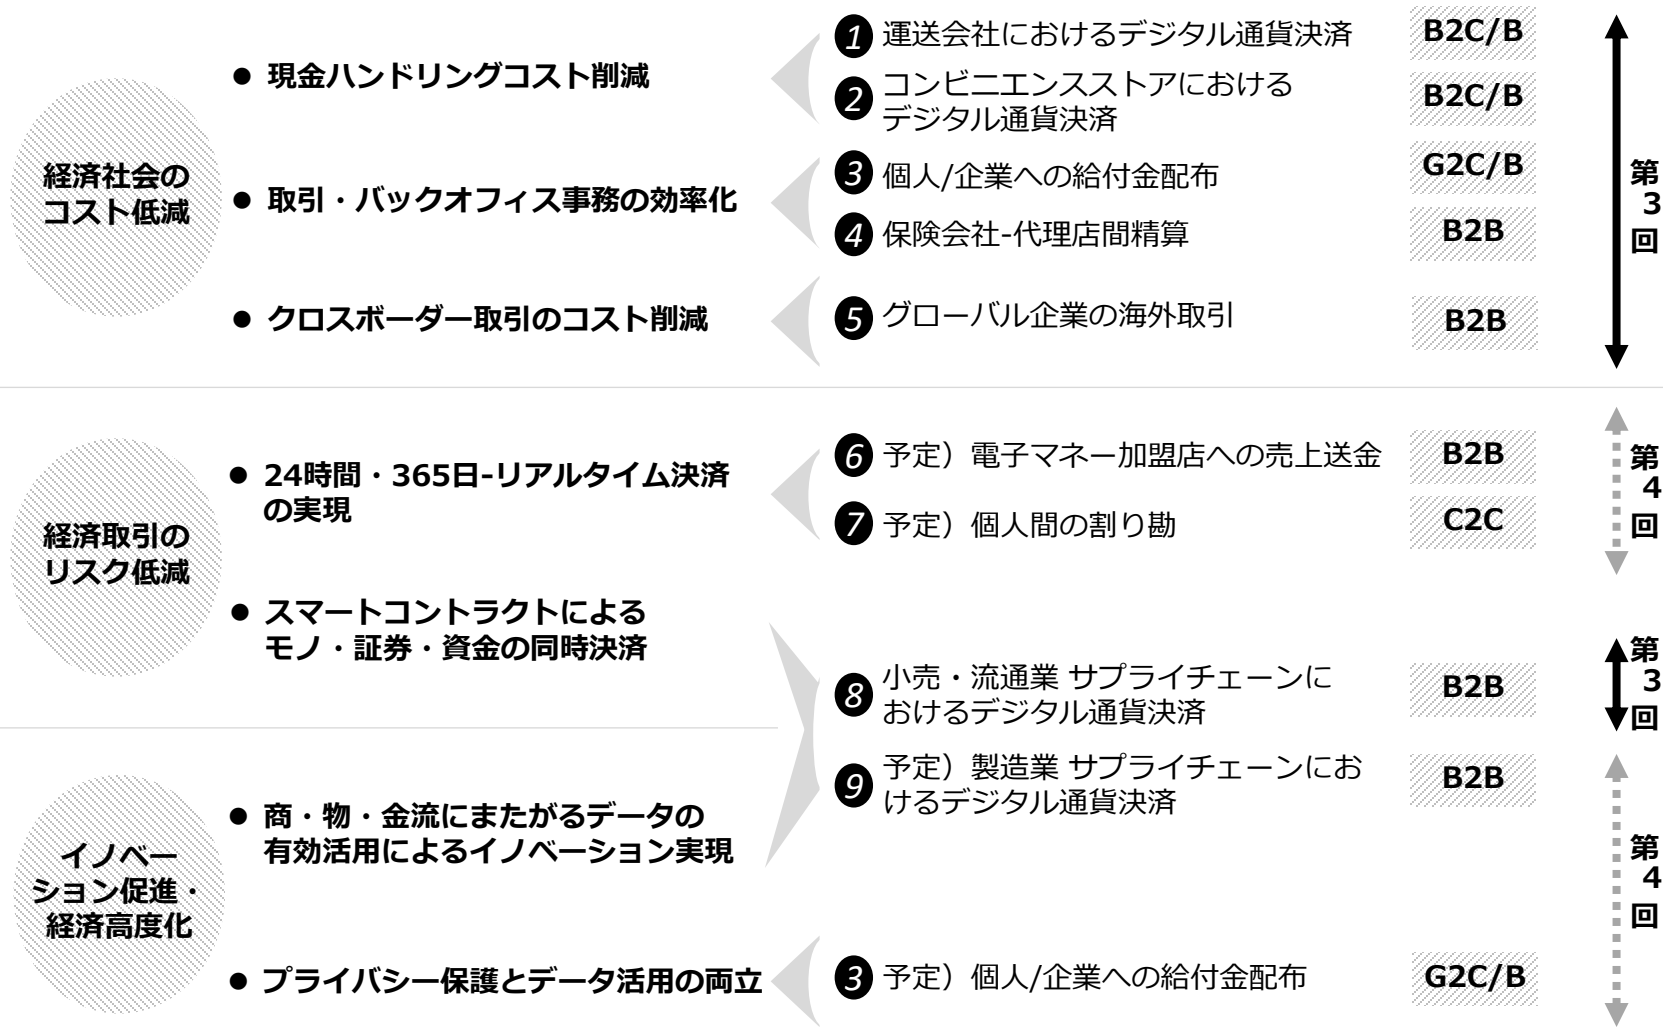 経済社会の
コスト低減
● 現金ハンドリングコスト削減
1 運送会社におけるデジタル通貨決済
B2C/B
2 コンビニエンスストアにおける
デジタル通貨決済
B2C/B
● 取引・バックオフィス事務の効率化
3 個人/企業への給付金配布
G2C/B
4 保険会社-代理店間精算
B2B
● クロスボーダー取引のコスト削減
5 グローバル企業の海外取引
B2B
第3回
経済取引の
リスク低減
● 24時間・365日-リアルタイム決済
の実現
6 予定）電子マネー加盟店への売上送金
B2B
7 予定）個人間の割り勘
C2C
第4回
● スマートコントラクトによる
モノ・証券・資金の同時決済
8 小売・流通業 サプライチェーンに
おけるデジタル通貨決済
B2B
第3回
イノベー
ション促進・
経済高度化
● 商・物・金流にまたがるデータの
有効活用によるイノベーション実現
9 予定）製造業 サプライチェーンにお
けるデジタル通貨決済
B2B
● プライバシー保護とデータ活用の両立
3 予定）個人/企業への給付金配布
G2C/B
第4回